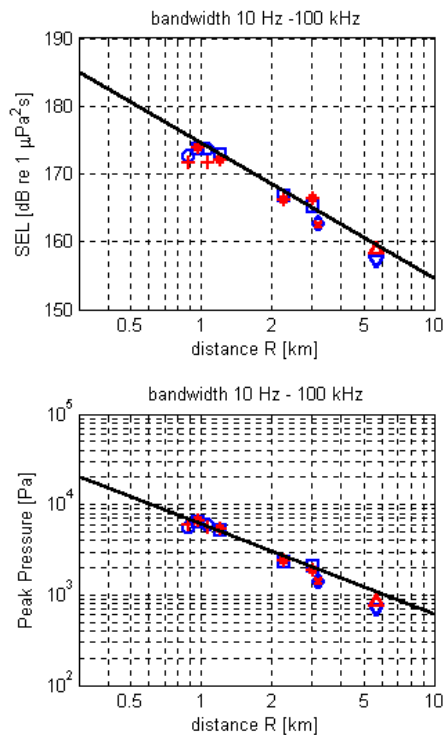 bandwidth 10 Hz -100 kHz
190
180
170
160
150
SEL [dB re 1 μPa²s]
0.5 1 5 10
distance R [km]
bandwidth 10 Hz - 100 kHz
10⁵
10⁴
10³
10²
Peak Pressure [Pa]
0.5 1 5 10
distance R [km]